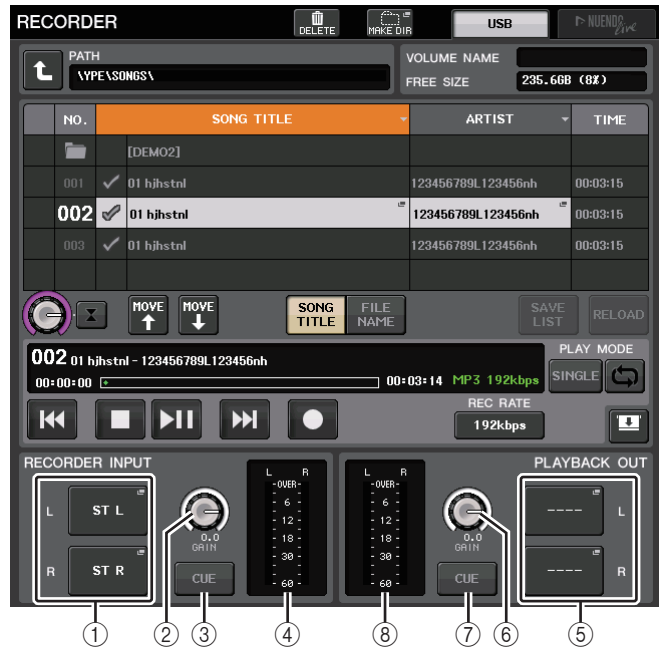 RECORDER
DELETE
MAKE DIR
USB
NUENDO Live
PATH
\YPE\SONGS\
VOLUME NAME
FREE SIZE 235.6GB (8%)
NO. SONG TITLE ARTIST TIME
[DEMO2]
001 01 hjhstnl 123456789L123456nh 00:03:15
002 01 hjhstnl 123456789L123456nh 00:03:15
003 01 hjhstnl 123456789L123456nh 00:03:15
MOVE
MOVE
SONG TITLE
FILE NAME
SAVE LIST
RELOAD
002 01 hjhstnl - 123456789L123456nh
00:00:00 00:03:14 MP3 192kbps
PLAY MODE
SINGLE
REC RATE
192kbps
RECORDER INPUT
L ST L
R ST R
0.0
GAIN
CUE
L R
-OVER-
6
12
18
30
60
L R
-OVER-
6
12
18
30
60
0.0
GAIN
CUE
PLAYBACK OUT
---- L
---- R
① ② ③ ④ ⑧ ⑦ ⑥ ⑤